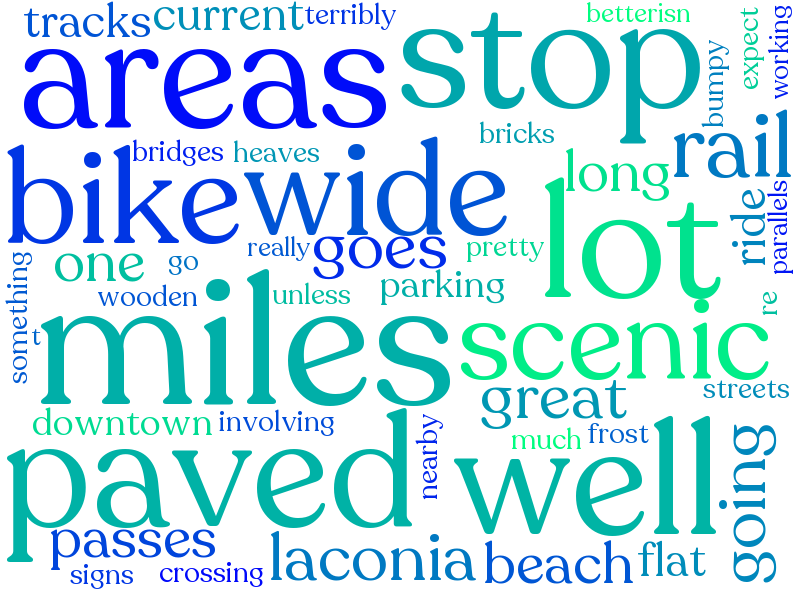 tracks current terribly betterisn expect working
areas stop bumpy
bricks
bridges heaves long rail
bike wide lot ride parallels
really goes pretty
one go
something wooden unless parking re
t miles scenic
great streets
downtown involving nearby much frost
paved well going
passes
signs crossing laconia beach flat